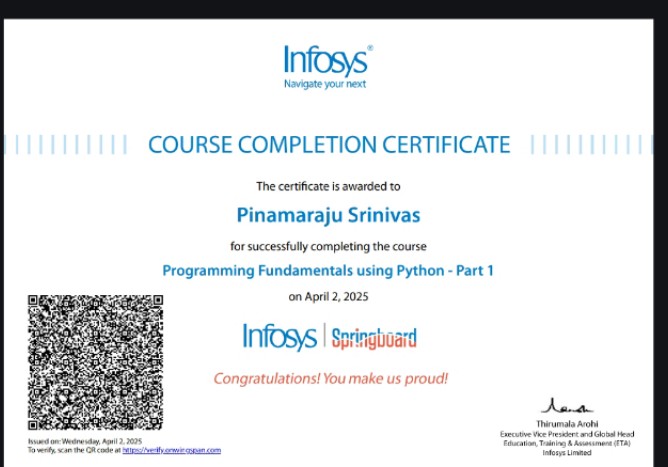 Infosys®
Navigate your next
COURSE COMPLETION CERTIFICATE
The certificate is awarded to
Pinamaraju Srinivas
for successfully completing the course
Programming Fundamentals using Python - Part 1
on April 2, 2025
Infosys | Springboard
Congratulations! You make us proud!
Issued on: Wednesday, April 2, 2025
To verify, scan the QR code at https://verify.onwingspan.com
Thirumala Arohi
Executive Vice President and Global Head
Education, Training & Assessment (ETA)
Infosys Limited